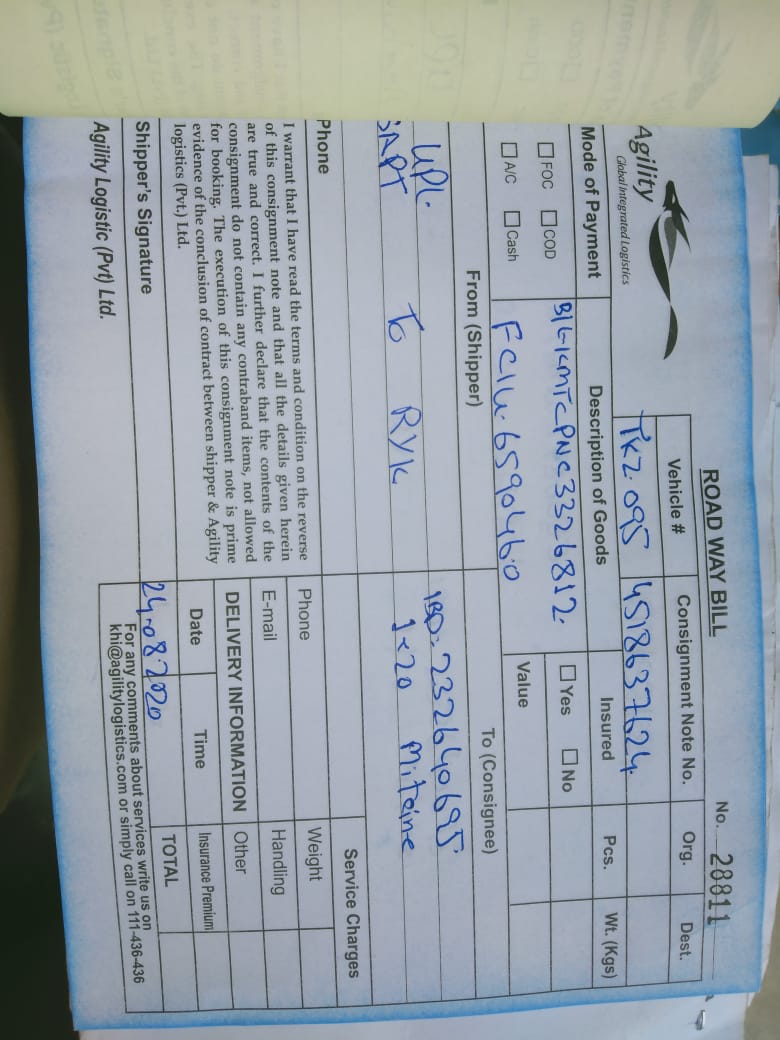 ROAD WAY BILL
No. 28811
Agility
Global Integrated Logistics
Vehicle #
Consignment Note No.
Org.
Dest.
TKZ. 095
4518637624.
Mode of Payment
Description of Goods
Insured
Pcs.
Wt. (Kgs)
FOC
COD
B/L-KMTCPNC3326812.
Yes
No
A/C
Cash
FCIU. 6590460
Value
From (Shipper)
To (Consignee)
UPL.
IBD- 232640695
SAPT To RYK
1x20
Service Charges
Phone
Phone
Weight
I warrant that I have read the terms and condition on the reverse
of this consignment note and that all the details given herein
are true and correct. I further declare that the contents of the
consignment do not contain any contraband items, not allowed
for booking. The execution of this consignment note is prime
evidence of the conclusion of contract between shipper & Agility
logistics (Pvt.) Ltd.
E-mail
Handling
DELIVERY INFORMATION
Other
Date
Time
Insurance Premium
Shipper's Signature
24.08.2020
TOTAL
Agility Logistic (Pvt) Ltd.
For any comments about services write us on
khi@agilitylogistics.com or simply call on 111-436-436